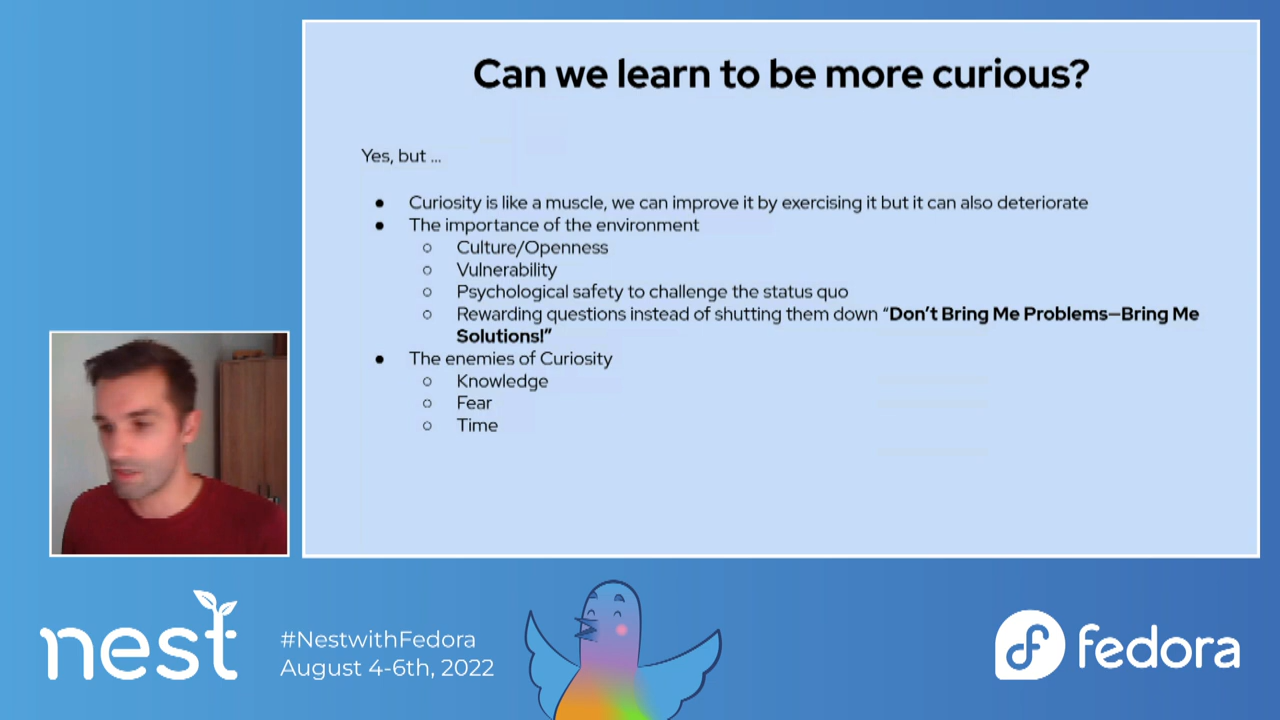 Can we learn to be more curious?
Yes, but ...
● Curiosity is like a muscle, we can improve it by exercising it but it can also deteriorate
● The importance of the environment
○ Culture/Openness
○ Vulnerability
○ Psychological safety to challenge the status quo
○ Rewarding questions instead of shutting them down “Don’t Bring Me Problems—Bring Me
Solutions!”
● The enemies of Curiosity
○ Knowledge
○ Fear
○ Time
nest
#NestwithFedora
August 4-6th, 2022
fedora